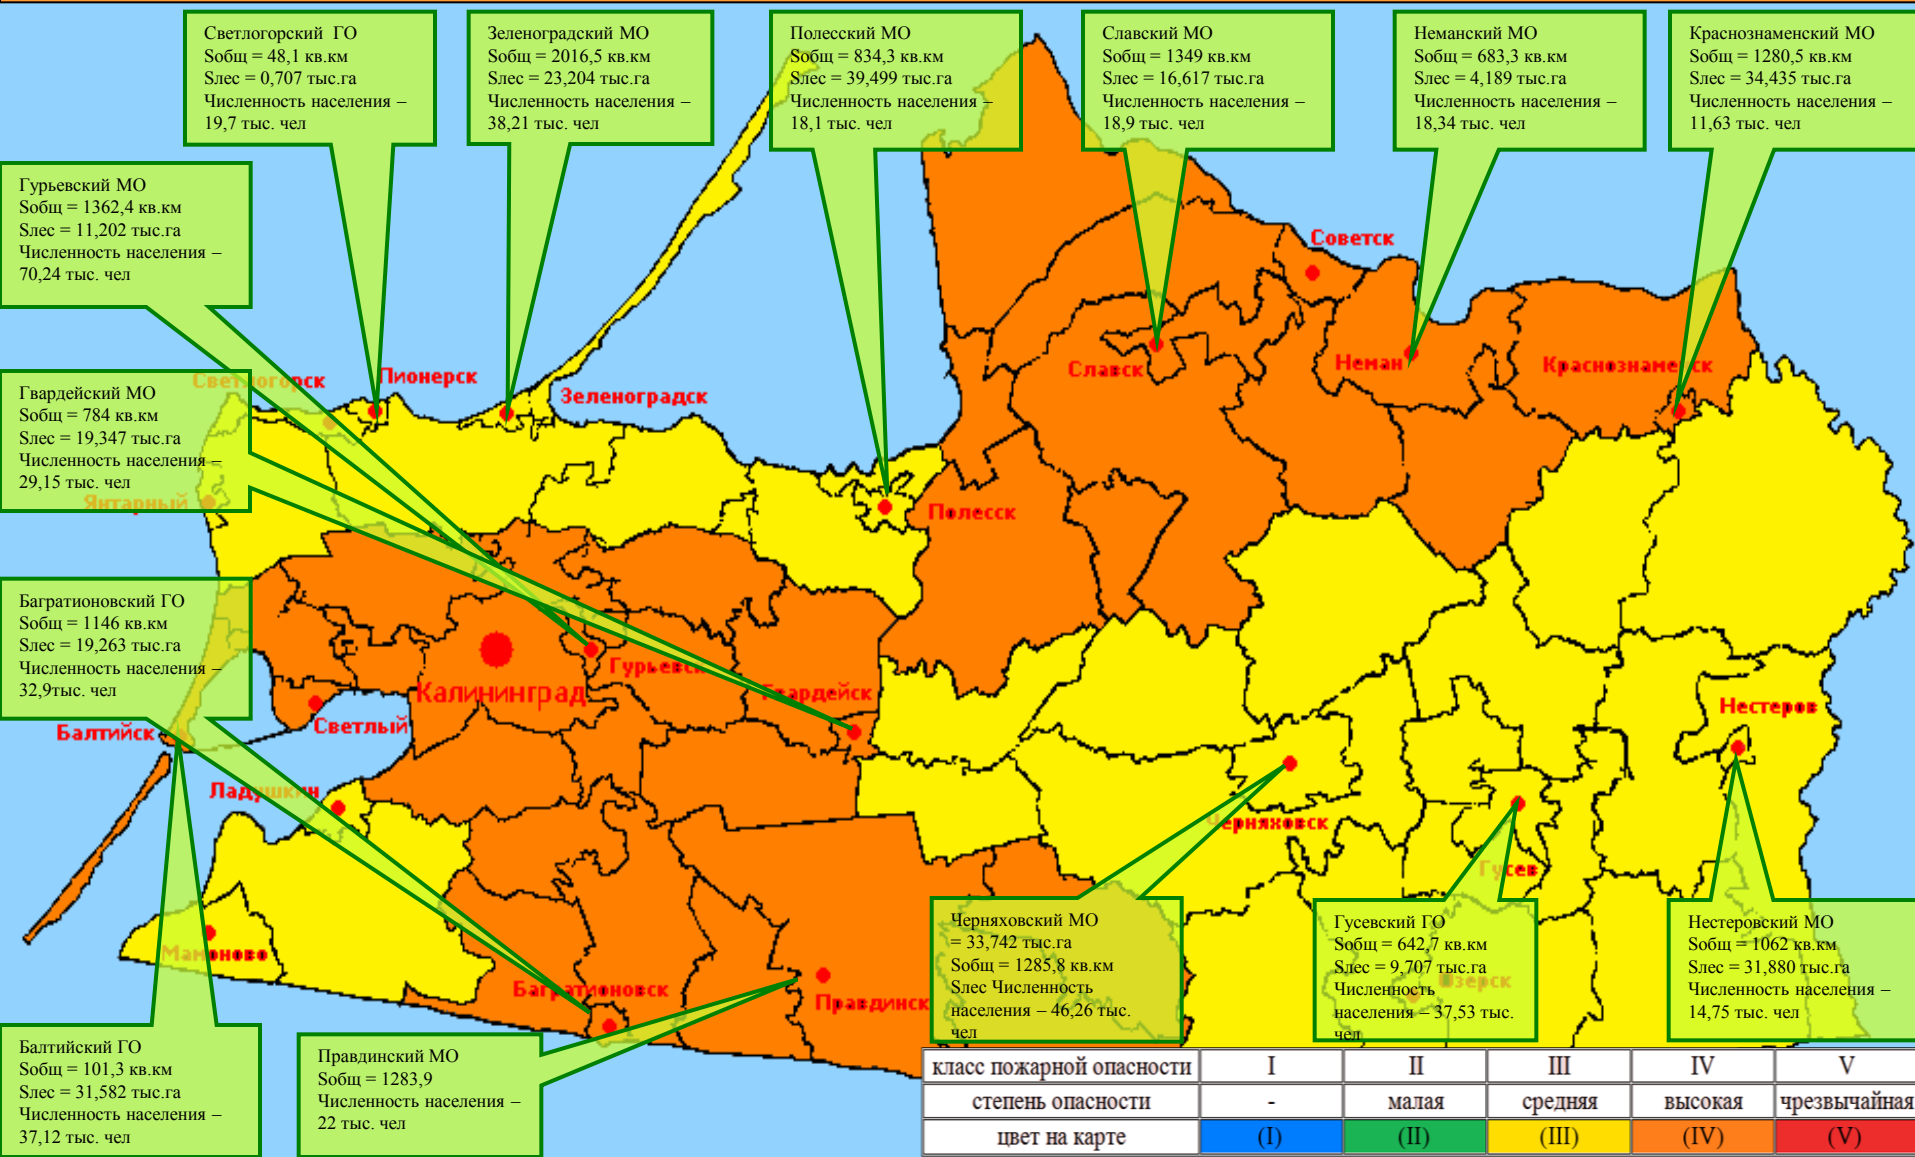 Светлогорский ГО
Sобщ = 48,1 кв.км
Sлес = 0,707 тыс.га
Численность населения –
19,7 тыс. чел
Зеленоградский МО
Sобщ = 2016,5 кв.км
Sлес = 23,204 тыс.га
Численность населения –
38,21 тыс. чел
Полесский МО
Sобщ = 834,3 кв.км
Sлес = 39,499 тыс.га
Численность населения –
18,1 тыс. чел
Славский МО
Sобщ = 1349 кв.км
Sлес = 16,617 тыс.га
Численность населения –
18,9 тыс. чел
Неманский МО
Sобщ = 683,3 кв.км
Sлес = 4,189 тыс.га
Численность населения –
18,34 тыс. чел
Краснознаменский МО
Sобщ = 1280,5 кв.км
Sлес = 34,435 тыс.га
Численность населения –
11,63 тыс. чел
Гурьевский МО
Sобщ = 1362,4 кв.км
Sлес = 11,202 тыс.га
Численность населения –
70,24 тыс. чел
Советск
Славск
Неман
Краснознаменск
Светлогорск
Пионерск
Зеленоградск
Гвардейский МО
Sобщ = 784 кв.км
Sлес = 19,347 тыс.га
Численность населения –
29,15 тыс. чел
Янтарный
Полесск
Багратионовский ГО
Sобщ = 1146 кв.км
Sлес = 19,263 тыс.га
Численность населения –
32,9тыс. чел
Гурьевск
Калининград
Гвардейск
Нестеров
Балтийск
Светлый
Ладушкин
Черняховск
Гусев
Мамоново
Багратионовск
Правдинск
Озерск
Черняховский МО
= 33,742 тыс.га
Sобщ = 1285,8 кв.км
Sлес Численность
населения – 46,26 тыс.
чел
Гусевский ГО
Sобщ = 642,7 кв.км
Sлес = 9,707 тыс.га
Численность
населения – 37,53 тыс.
чел
Нестеровский МО
Sобщ = 1062 кв.км
Sлес = 31,880 тыс.га
Численность населения –
14,75 тыс. чел
Балтийский ГО
Sобщ = 101,3 кв.км
Sлес = 31,582 тыс.га
Численность населения –
37,12 тыс. чел
Правдинский МО
Sобщ = 1283,9
Численность населения –
22 тыс. чел
класс пожарной опасности I II III IV V
степень опасности - малая средняя высокая чрезвычайная
цвет на карте (I) (II) (III) (IV) (V)